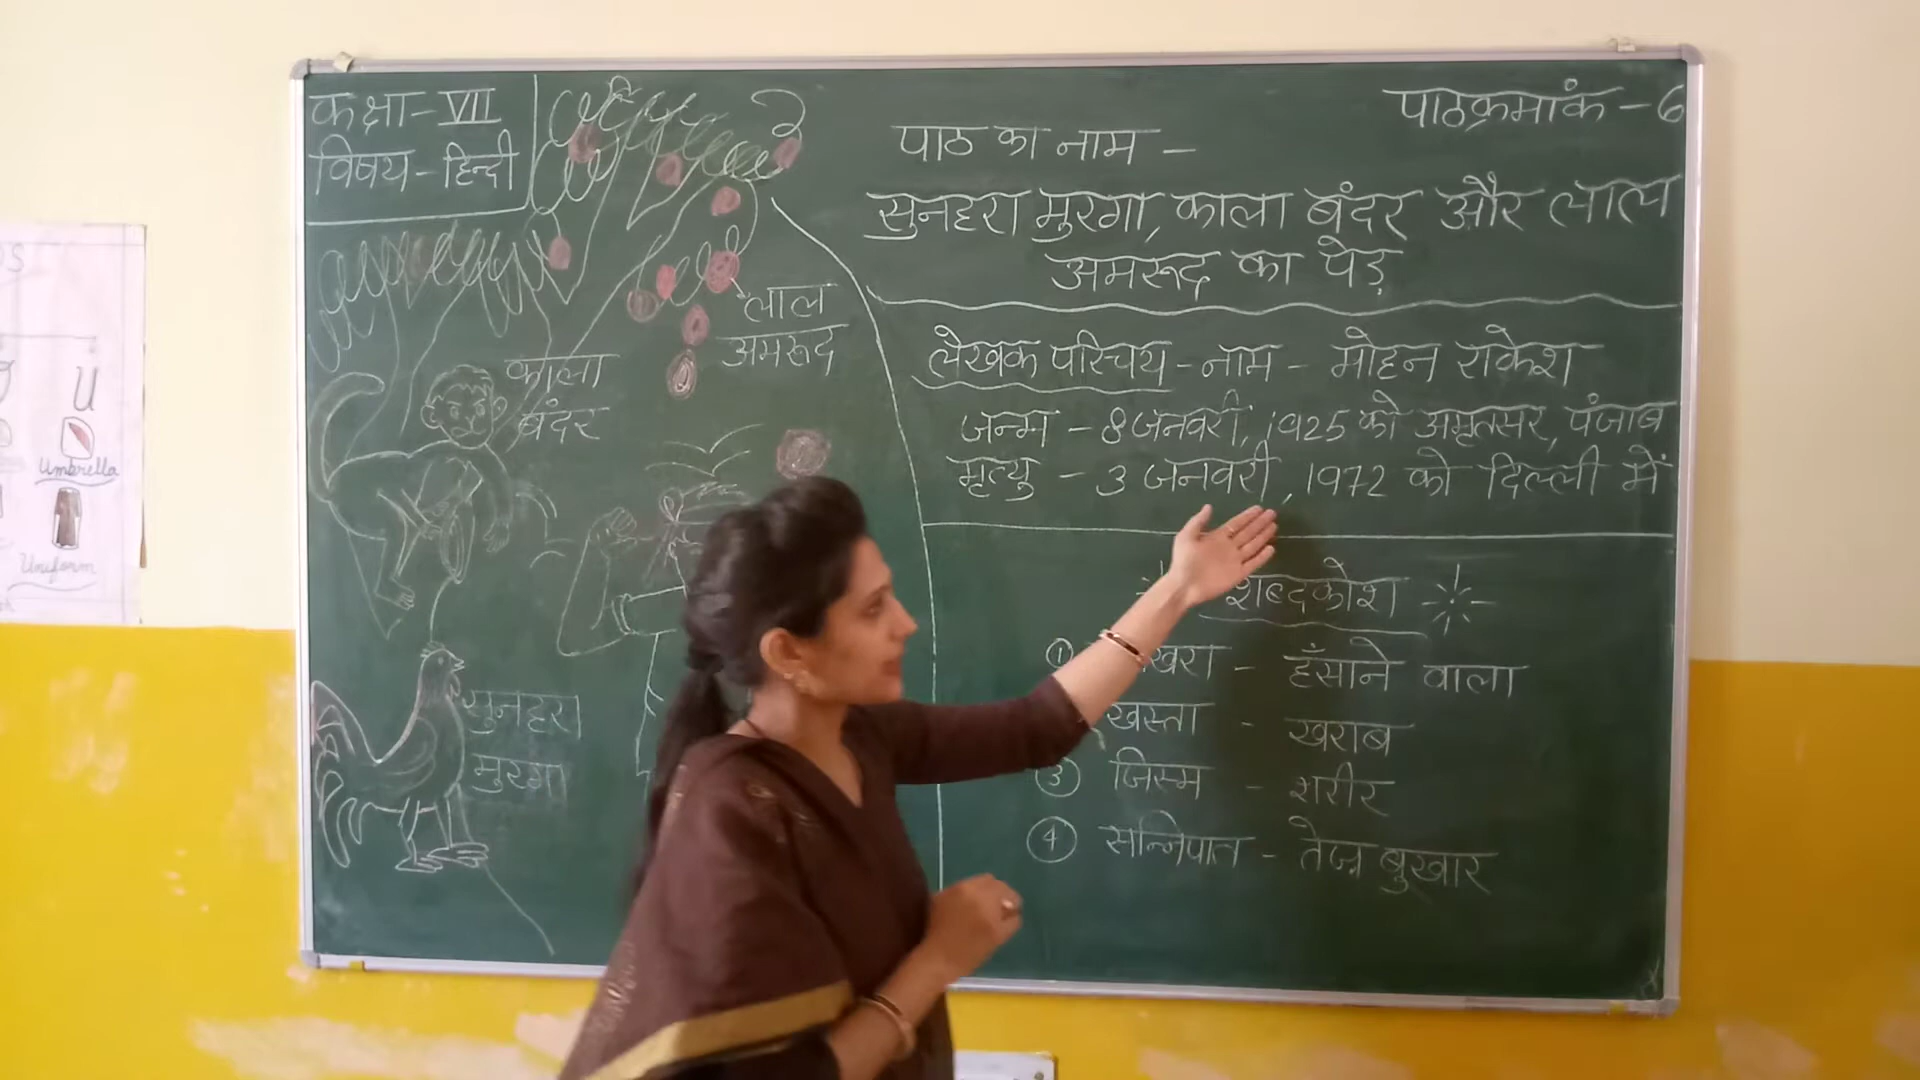 कक्षा - VII
विषय - हिन्दी
पाठक्रमांक - 6
पाठ का नाम -
सुनहरा मुरगा, काला बंदर और लाल
अमरूद का पेड़
लेखक परिचय - नाम - मोहन राकेश
जन्म - 8 जनवरी, 1925 को अमृतसर, पंजाब
मृत्यु - 3 जनवरी, 1972 को दिल्ली में
शब्दकोश
① - हँसाने वाला
खस्ता - खराब
③ जिस्म - शरीर
④ सन्निपात - तेज़ बुखार
लाल
अमरूद
काला
बंदर
सुनहरा
मुरगा
U
Umbrella
Uniform